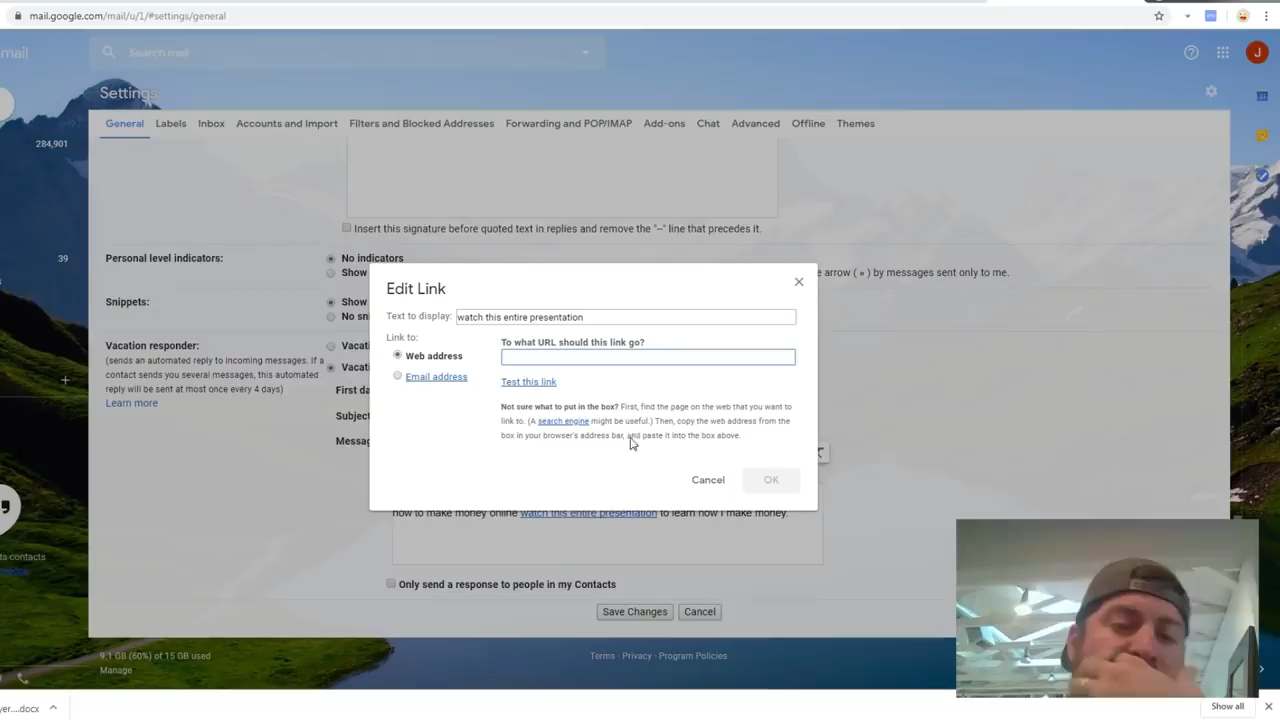 mail.google.com/mail/u/1/#settings/general
mail
Search mail
J
Settings
General Labels Inbox Accounts and Import Filters and Blocked Addresses Forwarding and POP/IMAP Add-ons Chat Advanced Offline Themes
284,901
Insert this signature before quoted text in replies and remove the "--" line that precedes it.
39
Personal level indicators:
No indicators
Show
e arrow ( » ) by messages sent only to me.
Edit Link
Snippets:
Show
No sn
Text to display: watch this entire presentation
Link to:
To what URL should this link go?
Web address
Email address
Test this link
Not sure what to put in the box? First, find the page on the web that you want to
link to. (A search engine might be useful.) Then, copy the web address from the
box in your browser's address bar, and paste it into the box above.
Cancel OK
Vacation responder:
(sends an automated reply to incoming messages. If a
contact sends you several messages, this automated
reply will be sent at most once every 4 days)
Learn more
Vacati
Vacati
First da
Subjec
Messag
how to make money online watch this entire presentation to learn how I make money.
ts contacts
Only send a response to people in my Contacts
Save Changes Cancel
9.1 GB (60%) of 15 GB used
Manage
Terms · Privacy · Program Policies
yer....docx
Show all